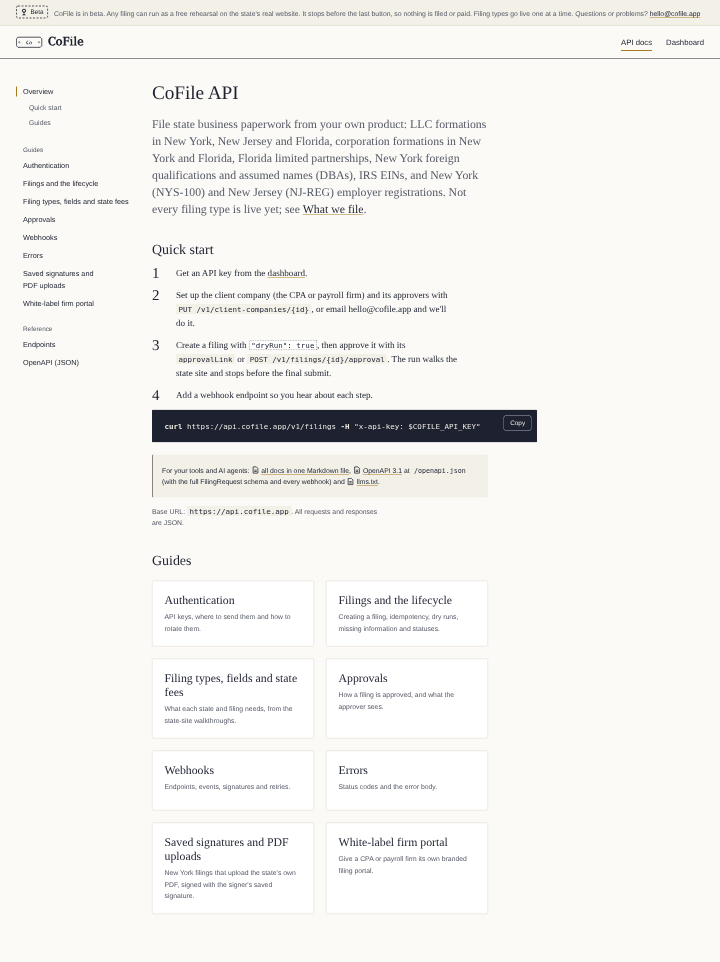 Beta CoFile is in beta. Any filing can run as a free rehearsal on the state's real website. It stops before the last button, so nothing is filed or paid. Filing types go live one at a time. Questions or problems? hello@cofile.app
Co CoFile API docs Dashboard
Overview
Quick start
Guides
Guides
Authentication
Filings and the lifecycle
Filing types, fields and state fees
Approvals
Webhooks
Errors
Saved signatures and
PDF uploads
White-label firm portal
Reference
Endpoints
OpenAPI (JSON)
CoFile API
File state business paperwork from your own product: LLC formations
in New York, New Jersey and Florida, corporation formations in New
York and Florida, Florida limited partnerships, New York foreign
qualifications and assumed names (DBAs), IRS EINs, and New York
(NYS-100) and New Jersey (NJ-REG) employer registrations. Not
every filing type is live yet; see What we file.
Quick start
1 Get an API key from the dashboard.
2 Set up the client company (the CPA or payroll firm) and its approvers with
PUT /v1/client-companies/{id}, or email hello@cofile.app and we'll
do it.
3 Create a filing with "dryRun": true, then approve it with its
approvalLink or POST /v1/filings/{id}/approval. The run walks the
state site and stops before the final submit.
4 Add a webhook endpoint so you hear about each step.
curl https://api.cofile.app/v1/filings -H "x-api-key: $COFILE_API_KEY" Copy
For your tools and AI agents: all docs in one Markdown file, OpenAPI 3.1 at /openapi.json
(with the full FilingRequest schema and every webhook) and llms.txt.
Base URL: https://api.cofile.app. All requests and responses
are JSON.
Guides
Authentication
API keys, where to send them and how to
rotate them.
Filings and the lifecycle
Creating a filing, idempotency, dry runs,
missing information and statuses.
Filing types, fields and state
fees
What each state and filing needs, from the
state-site walkthroughs.
Approvals
How a filing is approved, and what the
approver sees.
Webhooks
Endpoints, events, signatures and retries.
Errors
Status codes and the error body.
Saved signatures and PDF
uploads
New York filings that upload the state's own
PDF, signed with the signer's saved
signature.
White-label firm portal
Give a CPA or payroll firm its own branded
filing portal.